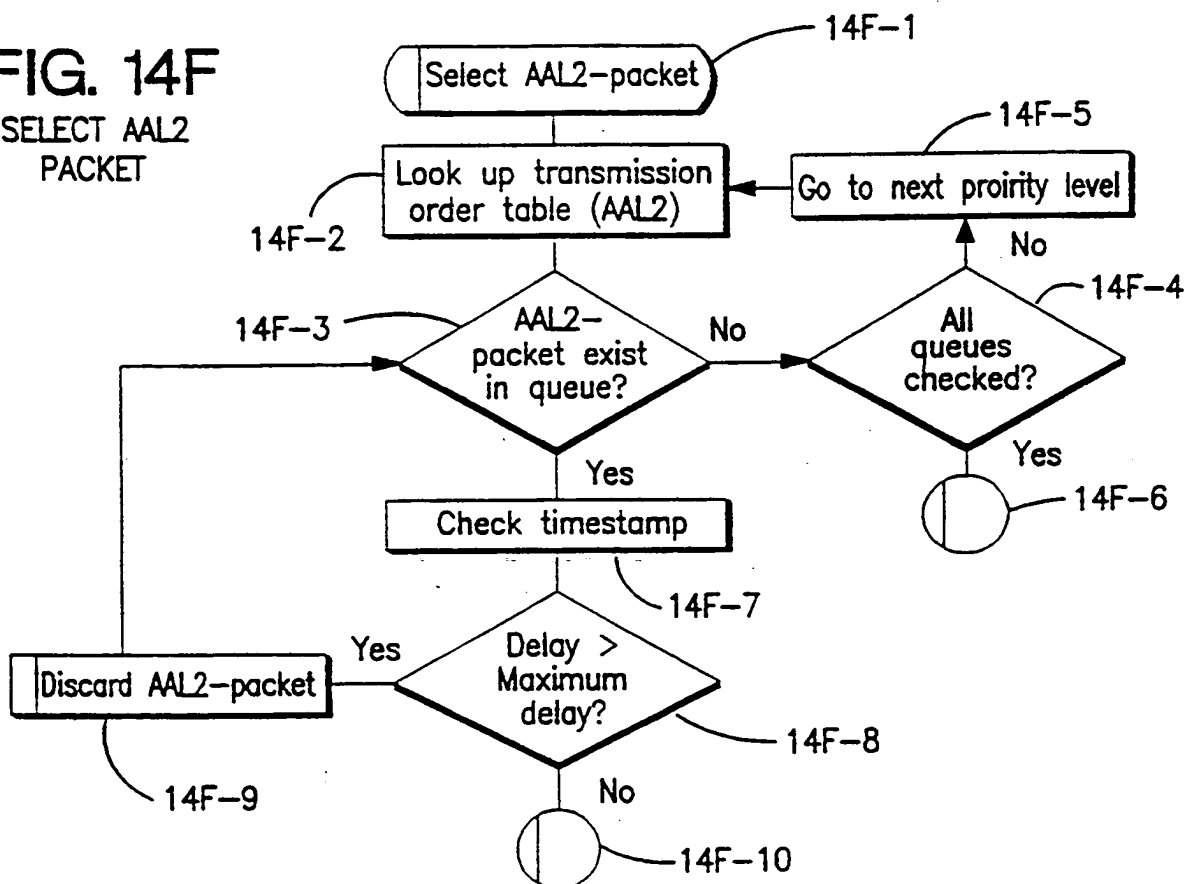 FIG. 14F
SELECT AAL2
PACKET
14F-1
Select AAL2-packet
14F-5
Look up transmission
order table (AAL2)
Go to next proirity level
14F-2
No
14F-4
14F-3
AAL2-
packet exist
in queue?
No
All
queues
checked?
Yes
Yes
14F-6
Check timestamp
14F-7
Yes
Delay >
Maximum
delay?
Discard AAL2-packet
14F-8
14F-9
No
14F-10